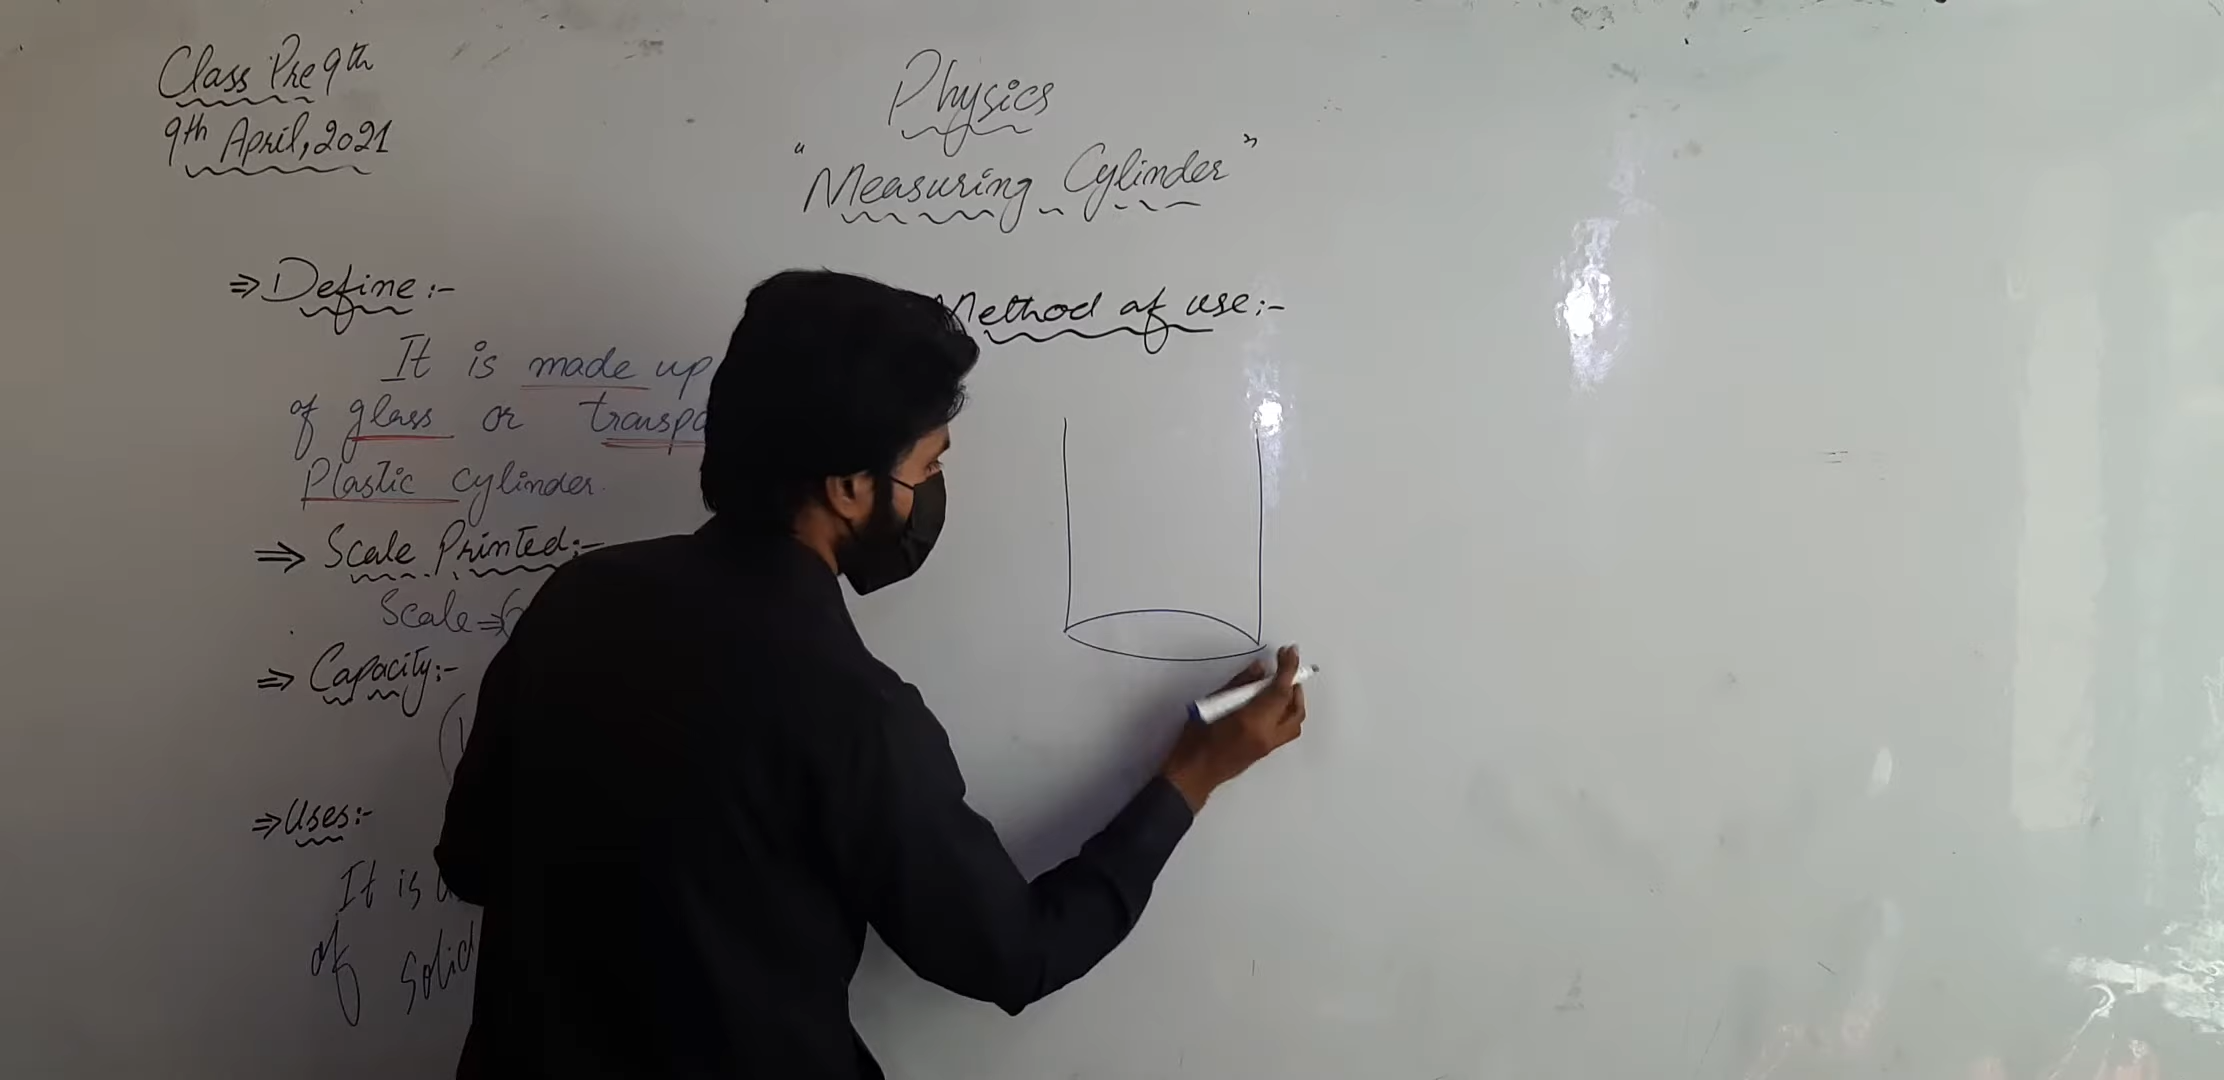 Class Pre 9th
9th April, 2021
Physics
"Measuring Cylinder"
⇒ Define:-
It is made up
of glass or
Plastic cylinder.
⇒ Scale Printed:-
Scale ⇒
⇒ Capacity:-
⇒ Uses:-
It is
of solid
Method of use:-